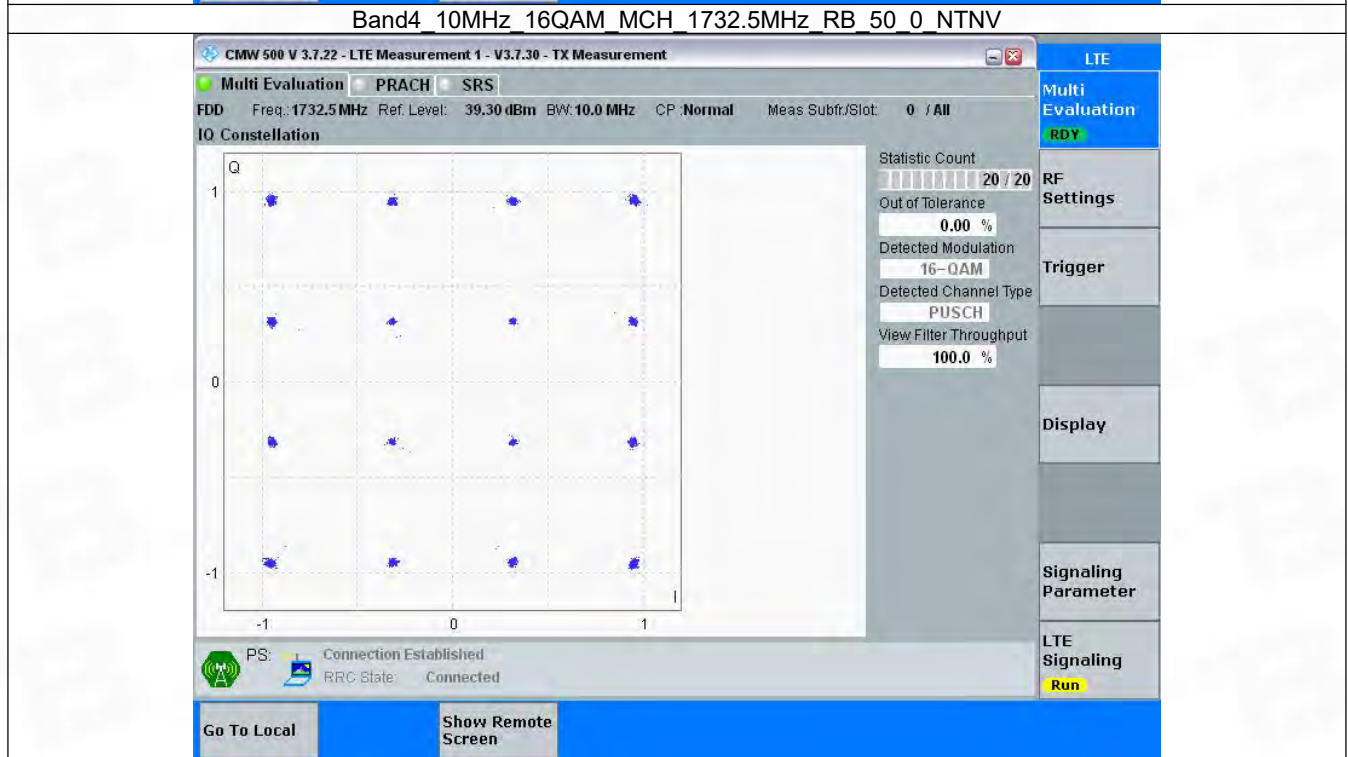 Band4_10MHz_16QAM_MCH_1732.5MHz_RB_50_0_NTNV
CMW 500 V 3.7.22 - LTE Measurement 1 - V3.7.30 - TX Measurement
LTE
Multi Evaluation PRACH SRS
FDD Freq.: 1732.5 MHz Ref. Level: 39.30 dBm BW: 10.0 MHz CP :Normal Meas Subfr./Slot: 0 / All
IQ Constellation
Q
1
0
-1
I
-1 0 1
Statistic Count
20 / 20
Out of Tolerance
0.00 %
Detected Modulation
16-QAM
Detected Channel Type
PUSCH
View Filter Throughput
100.0 %
Multi
Evaluation
RDY
RF
Settings
Trigger
Display
Signaling
Parameter
LTE
Signaling
Run
PS: Connection Established
RRC State: Connected
Go To Local
Show Remote
Screen